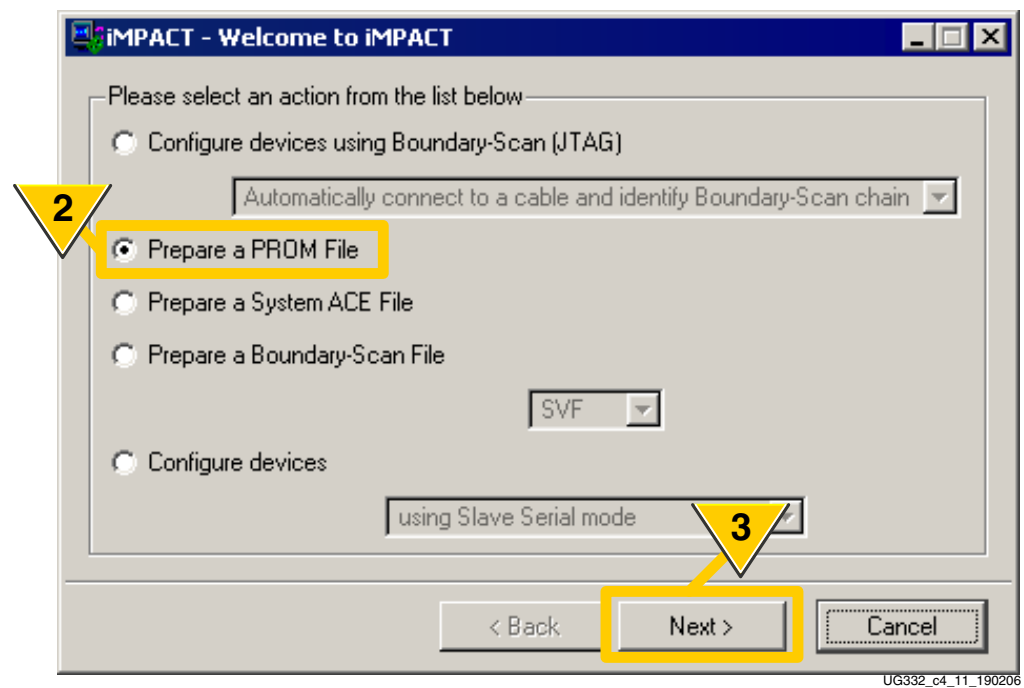 iMPACT - Welcome to iMPACT
Please select an action from the list below
Configure devices using Boundary-Scan (JTAG)
Automatically connect to a cable and identify Boundary-Scan chain
2
Prepare a PROM File
Prepare a System ACE File
Prepare a Boundary-Scan File
SVF
Configure devices
using Slave Serial mode
3
< Back
Next >
Cancel
UG332_c4_11_190206